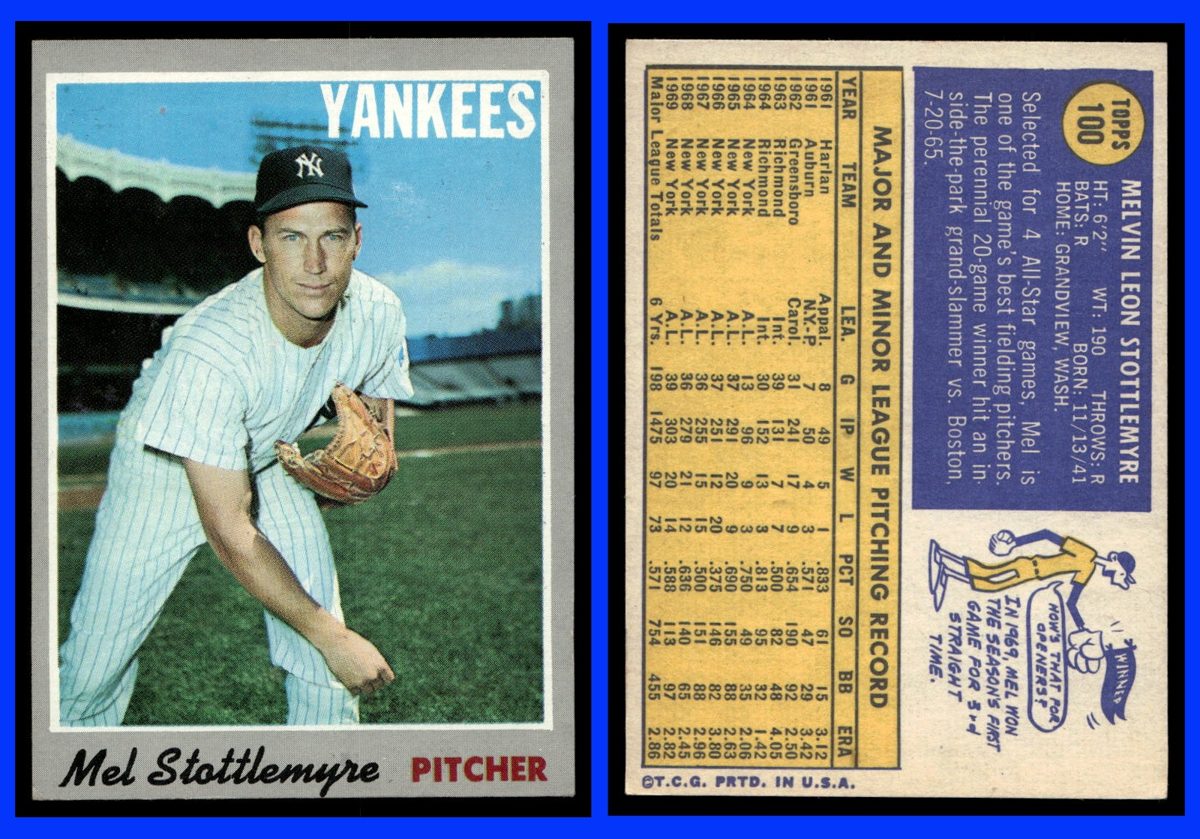 YANKEES
NY
Mel Stottlemyre PITCHER
TOPPS
100
MELVIN LEON STOTTLEMYRE
HT: 6'2" WT: 190 THROWS: R
BATS: R BORN: 11/13/41
HOME: GRANDVIEW, WASH.
Selected for 4 All-Star games, Mel is
one of the game's best fielding pitchers.
The perennial 20-game winner hit an in-
side-the-park grand-slammer vs. Boston,
7-20-65.
WINNER
HOW'S THAT FOR
OPENERS?
IN 1969, MEL WON
THE SEASON'S FIRST
GAME FOR 3rd
STRAIGHT
TIME.
MAJOR AND MINOR LEAGUE PITCHING RECORD
YEAR TEAM LEA. G IP W L PCT SO BB ERA
1961 Harlan Appal. 8 49 5 1 .833 61 15 3.12
1961 Auburn N.Y.-P 7 50 4 3 .571 47 29 3.42
1962 Greensboro Carol. 31 241 17 9 .654 190 92 2.50
1963 Richmond Int. 39 131 7 7 .500 82 48 4.05
1964 Richmond Int. 30 152 13 3 .813 95 32 1.42
1964 New York A.L. 13 96 9 3 .750 49 35 2.06
1965 New York A.L. 37 291 20 9 .690 155 88 2.63
1966 New York A.L. 37 251 12 20 .375 146 82 3.80
1967 New York A.L. 36 255 15 15 .500 151 88 2.96
1968 New York A.L. 36 279 21 12 .636 140 65 2.45
1969 New York A.L. 39 303 20 14 .588 113 97 2.82
Major League Totals 6 Yrs. 198 1475 97 73 .571 754 455 2.86
©T.C.G. PRTD. IN U.S.A.